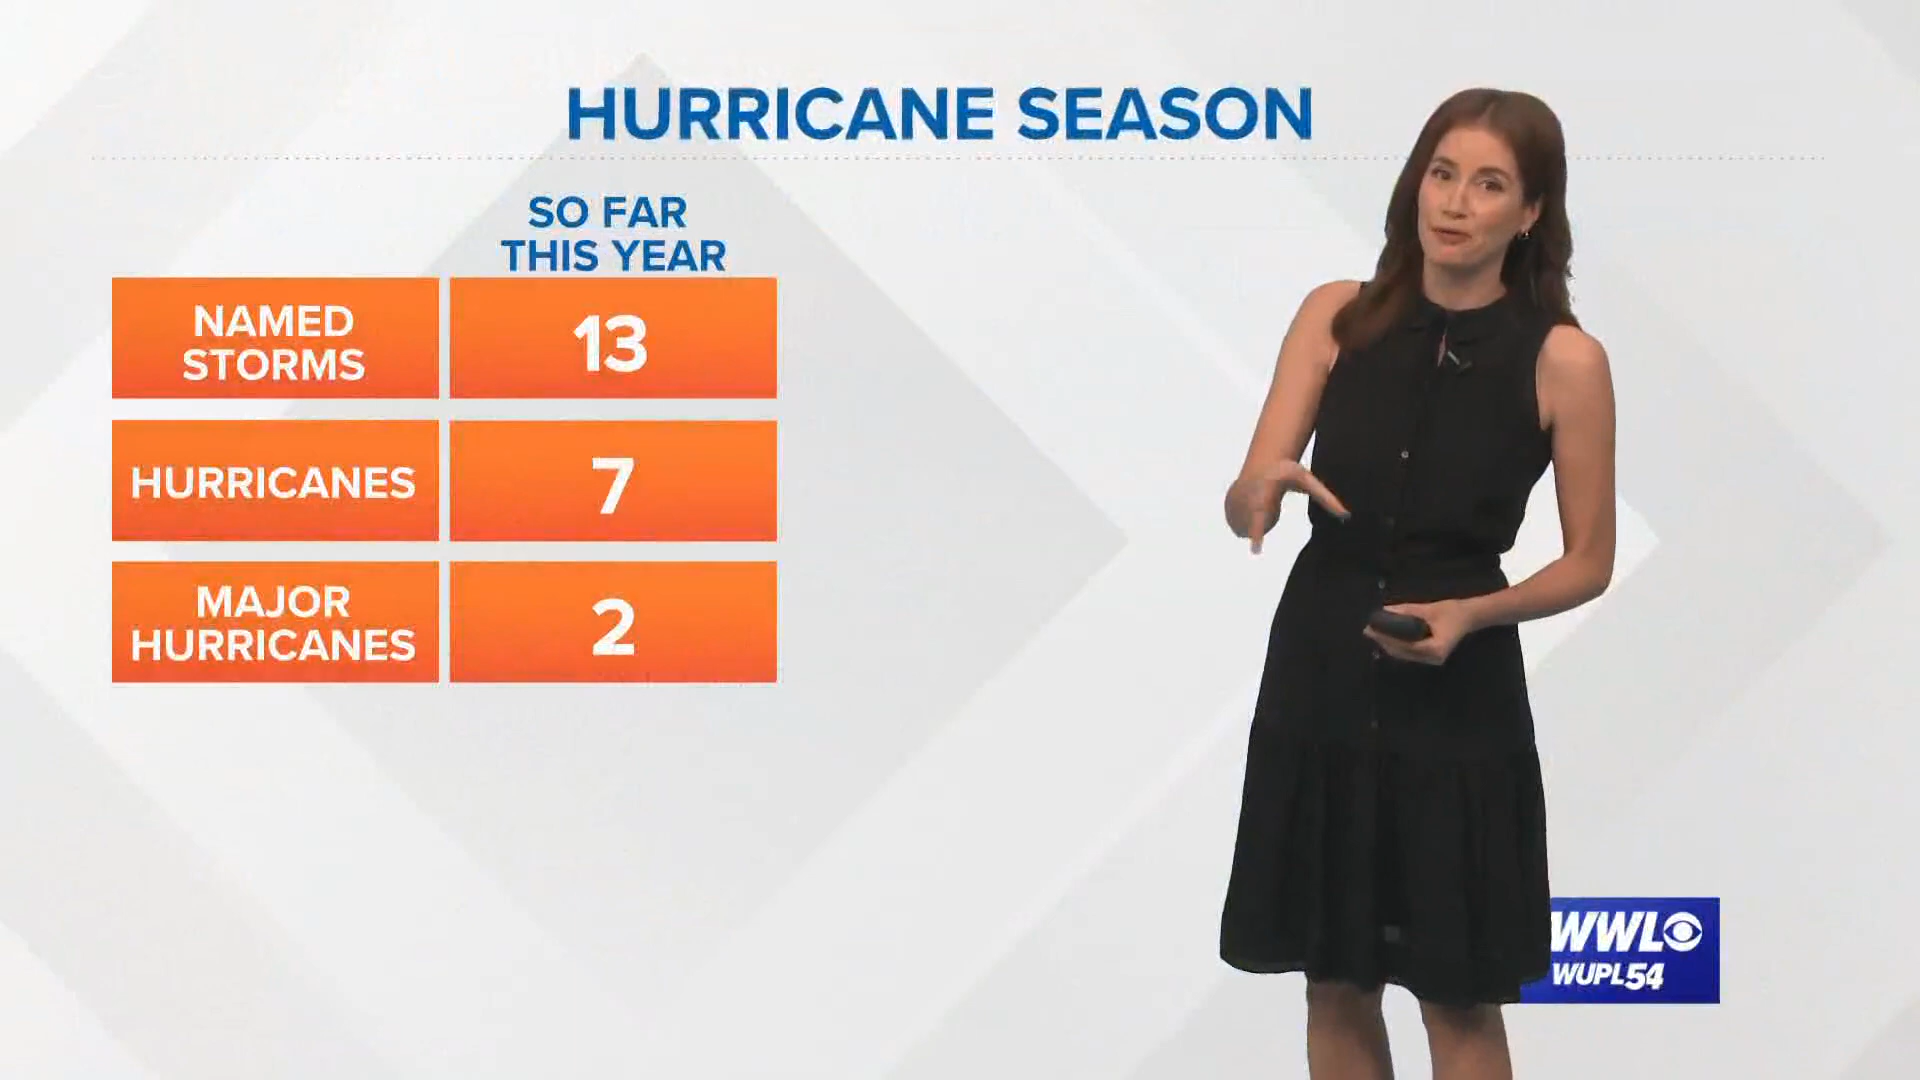 HURRICANE SEASON
SO FAR
THIS YEAR
NAMED
STORMS
13
HURRICANES
7
MAJOR
HURRICANES
2
WWL
WUPL54